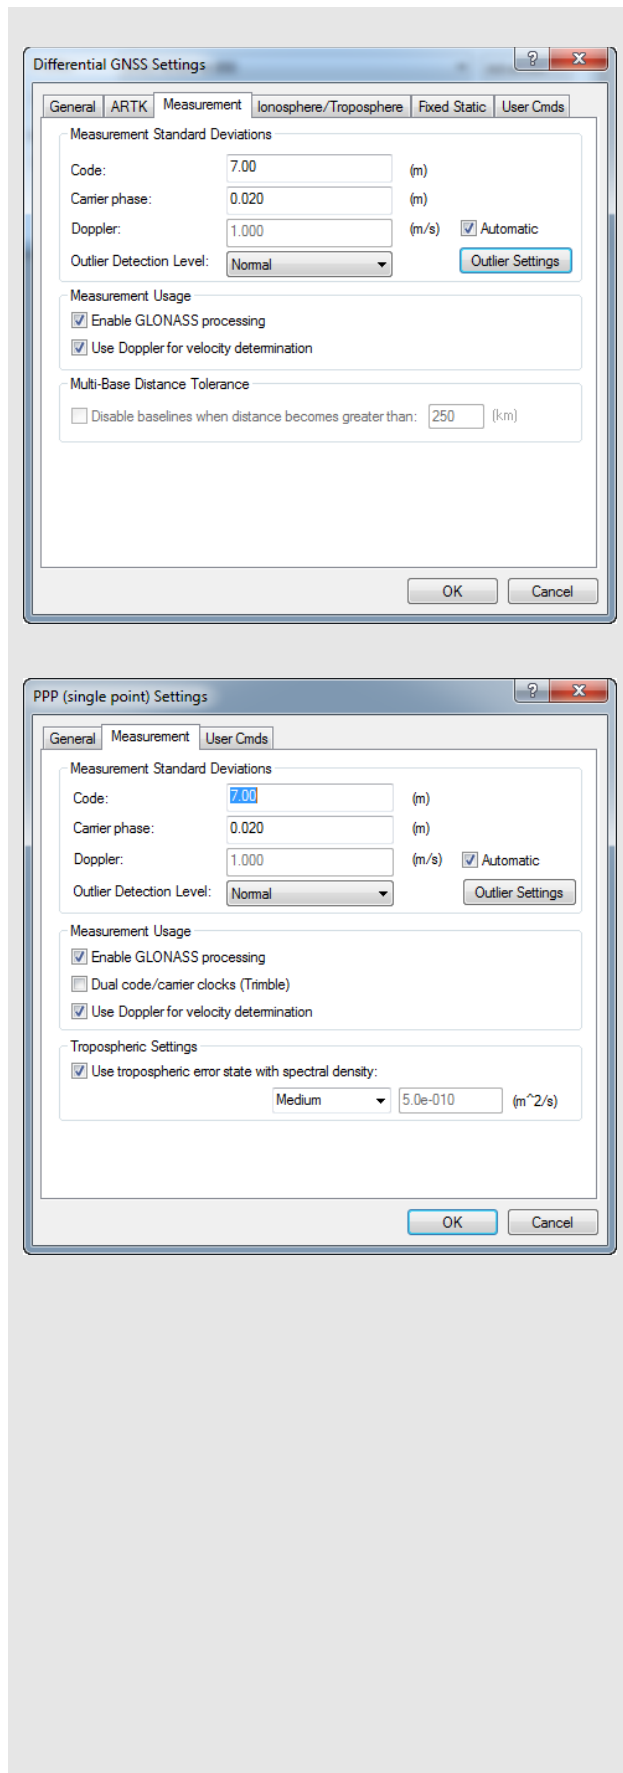 Differential GNSS Settings
General ARTK Measurement Ionosphere/Troposphere Fixed Static User Cmds
Measurement Standard Deviations
Code: 7.00 (m)
Carrier phase: 0.020 (m)
Doppler: 1.000 (m/s) Automatic
Outlier Detection Level: Normal Outlier Settings
Measurement Usage
Enable GLONASS processing
Use Doppler for velocity determination
Multi-Base Distance Tolerance
Disable baselines when distance becomes greater than: 250 (km)
OK Cancel
PPP (single point) Settings
General Measurement User Cmds
Measurement Standard Deviations
Code: 7.00 (m)
Carrier phase: 0.020 (m)
Doppler: 1.000 (m/s) Automatic
Outlier Detection Level: Normal Outlier Settings
Measurement Usage
Enable GLONASS processing
Dual code/carrier clocks (Trimble)
Use Doppler for velocity determination
Tropospheric Settings
Use tropospheric error state with spectral density:
Medium 5.0e-010 (m^2/s)
OK Cancel